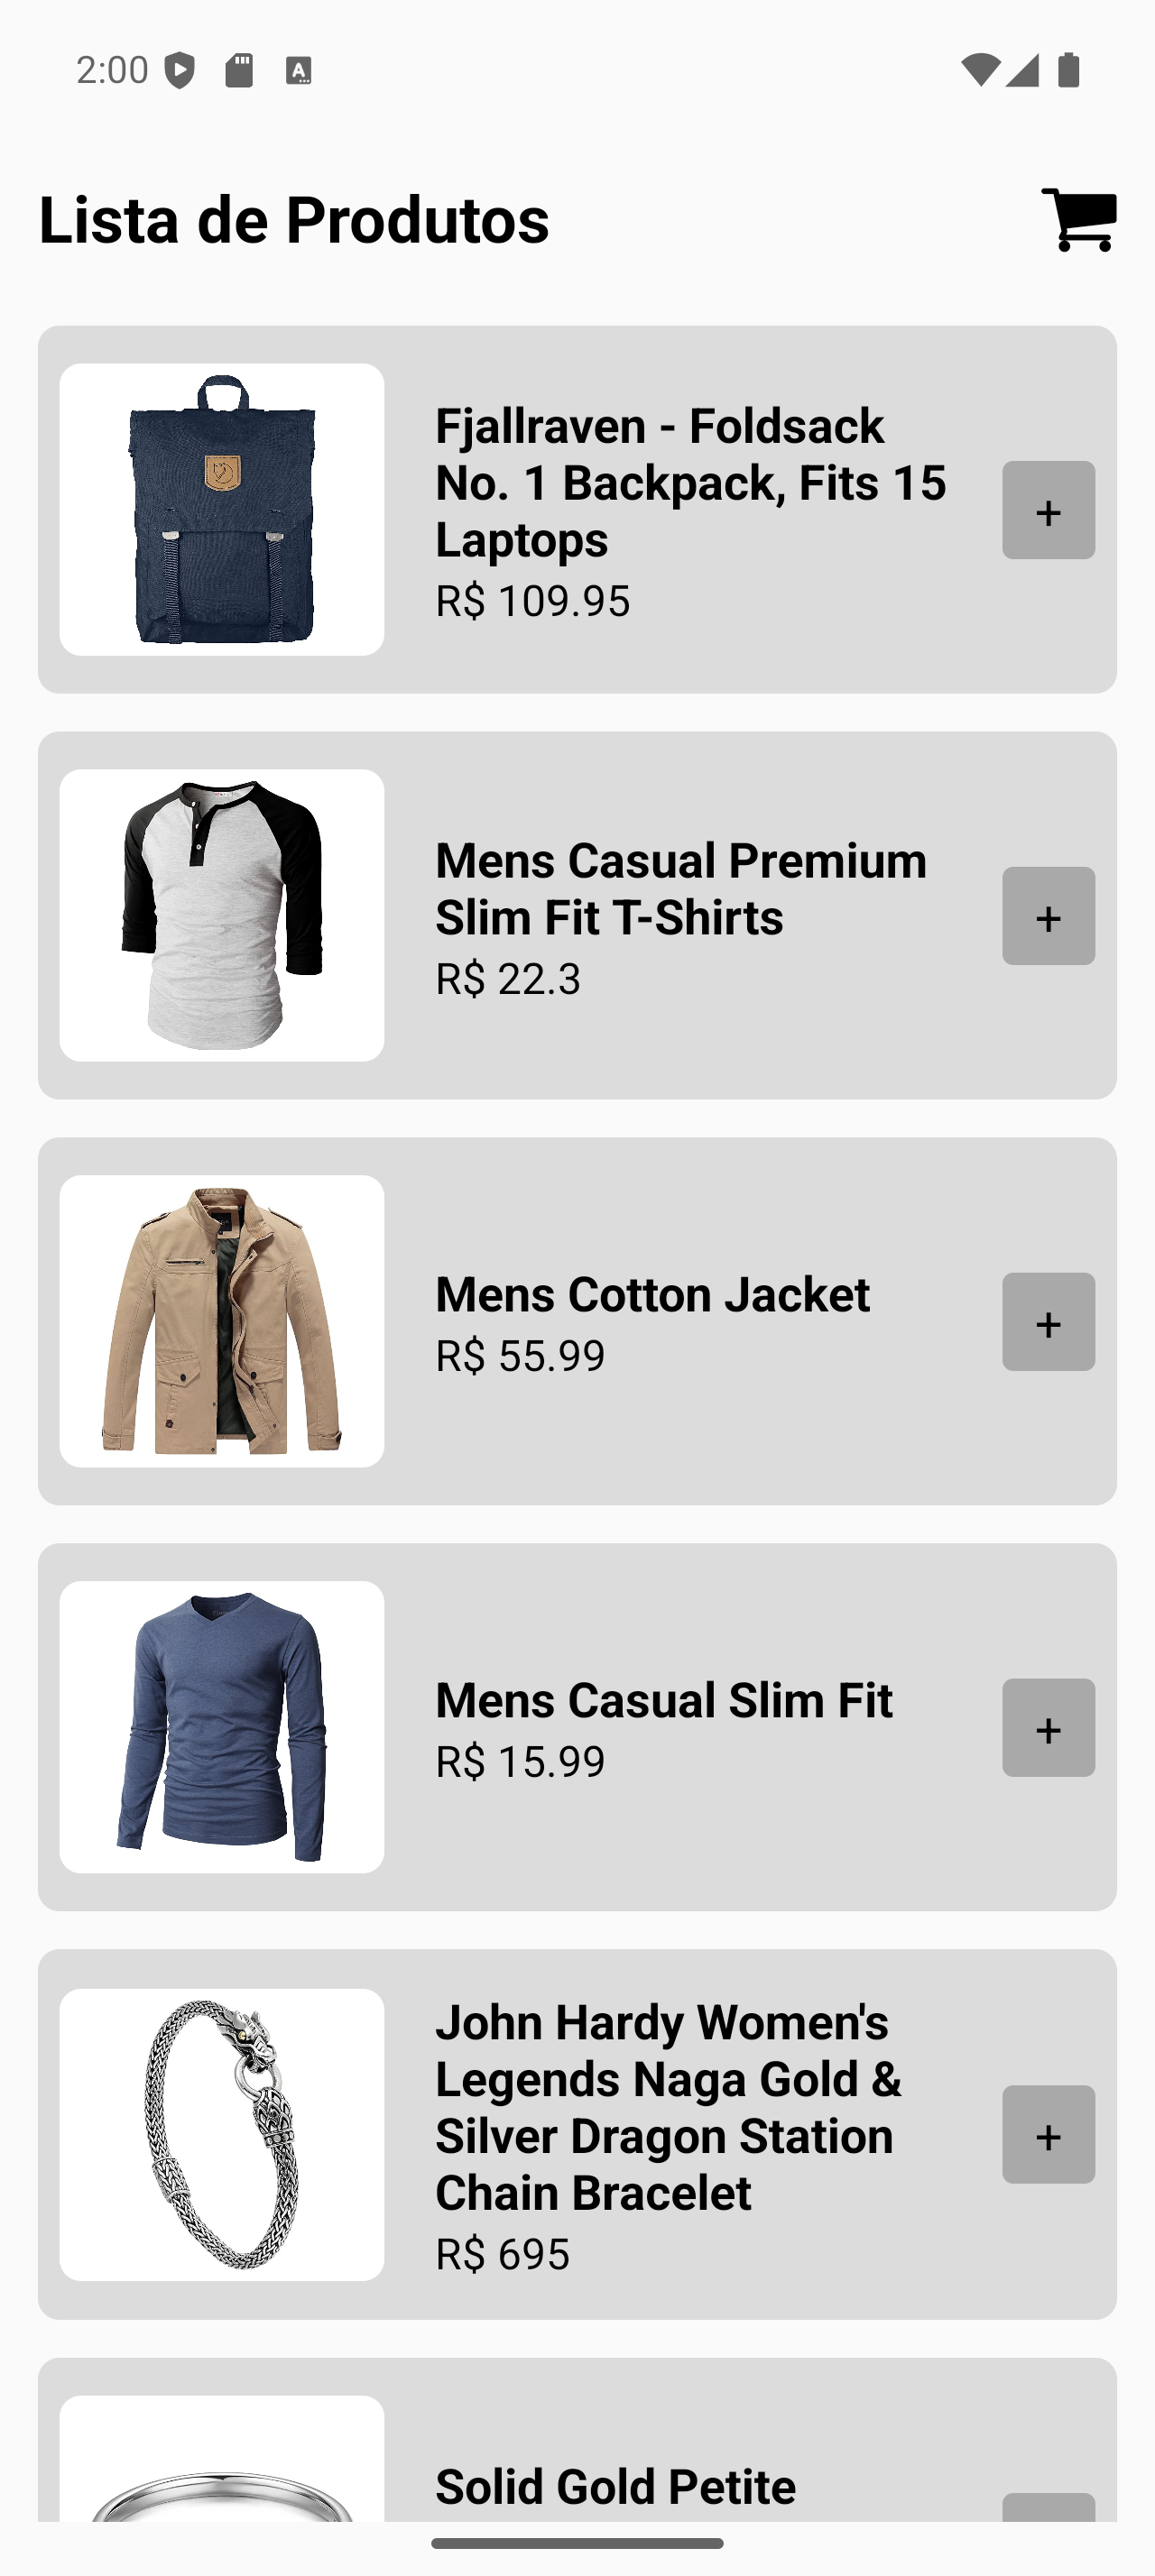 2:00
Lista de Produtos
Fjallraven - Foldsack
No. 1 Backpack, Fits 15
Laptops
R$ 109.95
+
Mens Casual Premium
Slim Fit T-Shirts
R$ 22.3
+
Mens Cotton Jacket
R$ 55.99
+
Mens Casual Slim Fit
R$ 15.99
+
John Hardy Women's
Legends Naga Gold &
Silver Dragon Station
Chain Bracelet
R$ 695
+
Solid Gold Petite